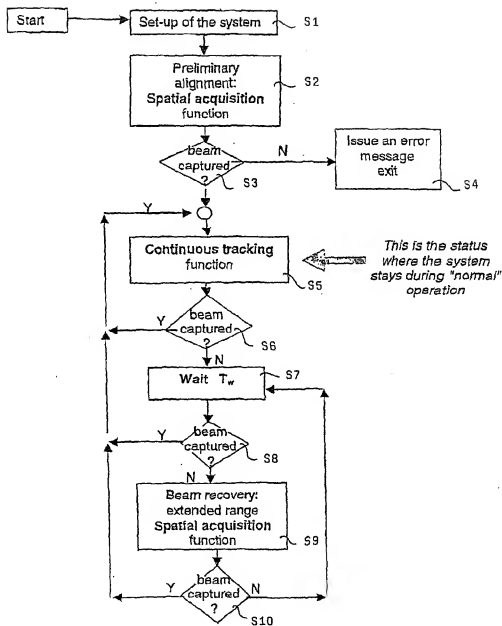 Start
Set-up of the system
S1
Preliminary
alignment:
Spatial acquisition
function
S2
beam
captured
?
N
S3
Issue an error
message
exit
S4
Y
Continuous tracking
function
S5
This is the status
where the system
stays during "normal"
operation
beam
captured
?
Y
S6
N
S7
Wait Tw
beam
captured
?
Y
S8
N
Beam recovery:
extended range
Spatial acquisition
function
S9
Y
beam
captured
?
N
S10